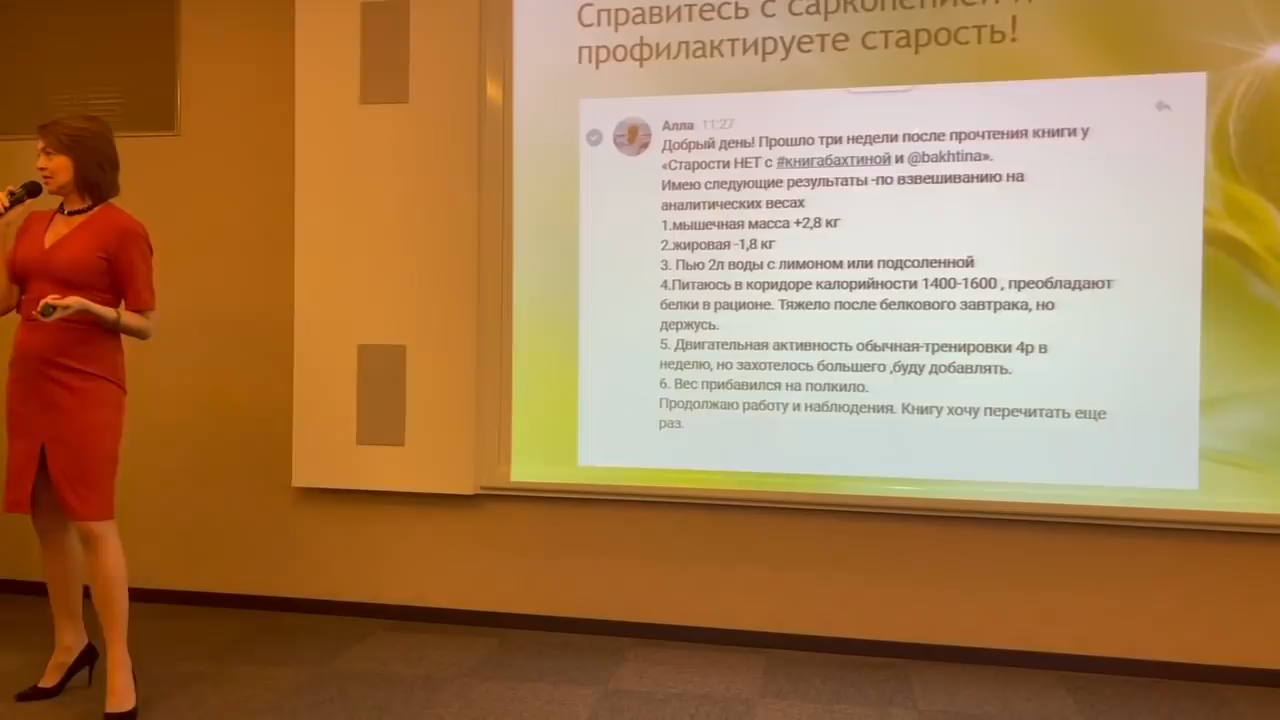 Справитесь с саркопенией и
профилактируете старость!
Алла 11:27
Добрый день! Прошло три недели после прочтения книги у
«Старости НЕТ с #книгабахтиной и @bakhtina».
Имею следующие результаты -по взвешиванию на
аналитических весах
1.мышечная масса +2,8 кг
2.жировая -1,8 кг
3. Пью 2л воды с лимоном или подсоленной
4.Питаюсь в коридоре калорийности 1400-1600 , преобладают
белки в рационе. Тяжело после белкового завтрака, но
держусь.
5. Двигательная активность обычная-тренировки 4р в
неделю, но захотелось большего ,буду добавлять.
6. Вес прибавился на полкило.
Продолжаю работу и наблюдения. Книгу хочу перечитать еще
раз.